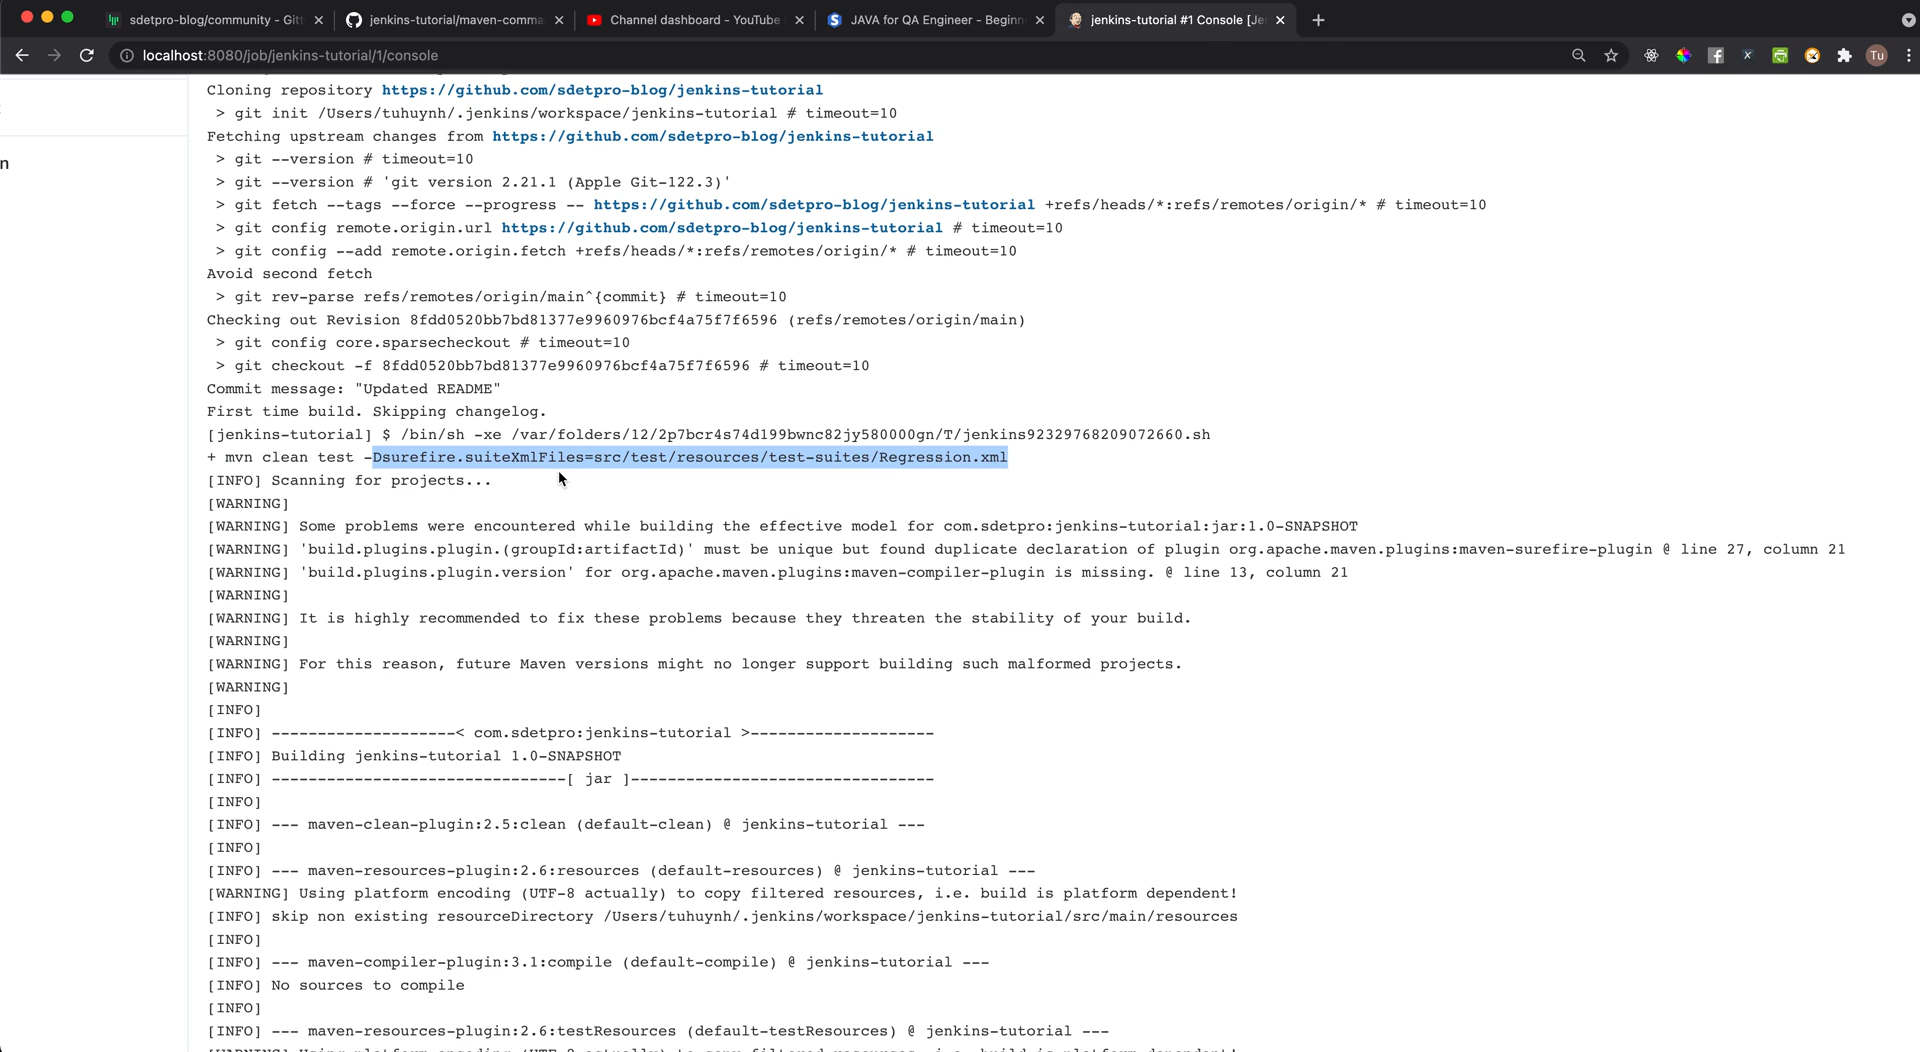 sdetpro-blog/community - Gitt
jenkins-tutorial/maven-comma
Channel dashboard - YouTube
JAVA for QA Engineer - Beginn
jenkins-tutorial #1 Console [Je
localhost:8080/job/jenkins-tutorial/1/console
Tu
n
Cloning repository https://github.com/sdetpro-blog/jenkins-tutorial
> git init /Users/tuhuynh/.jenkins/workspace/jenkins-tutorial # timeout=10
Fetching upstream changes from https://github.com/sdetpro-blog/jenkins-tutorial
> git --version # timeout=10
> git --version # 'git version 2.21.1 (Apple Git-122.3)'
> git fetch --tags --force --progress -- https://github.com/sdetpro-blog/jenkins-tutorial +refs/heads/*:refs/remotes/origin/* # timeout=10
> git config remote.origin.url https://github.com/sdetpro-blog/jenkins-tutorial # timeout=10
> git config --add remote.origin.fetch +refs/heads/*:refs/remotes/origin/* # timeout=10
Avoid second fetch
> git rev-parse refs/remotes/origin/main^{commit} # timeout=10
Checking out Revision 8fdd0520bb7bd81377e9960976bcf4a75f7f6596 (refs/remotes/origin/main)
> git config core.sparsecheckout # timeout=10
> git checkout -f 8fdd0520bb7bd81377e9960976bcf4a75f7f6596 # timeout=10
Commit message: "Updated README"
First time build. Skipping changelog.
[jenkins-tutorial] $ /bin/sh -xe /var/folders/12/2p7bcr4s74d199bwnc82jy580000gn/T/jenkins92329768209072660.sh
+ mvn clean test -Dsurefire.suiteXmlFiles=src/test/resources/test-suites/Regression.xml
[INFO] Scanning for projects...
[WARNING]
[WARNING] Some problems were encountered while building the effective model for com.sdetpro:jenkins-tutorial:jar:1.0-SNAPSHOT
[WARNING] 'build.plugins.plugin.(groupId:artifactId)' must be unique but found duplicate declaration of plugin org.apache.maven.plugins:maven-surefire-plugin @ line 27, column 21
[WARNING] 'build.plugins.plugin.version' for org.apache.maven.plugins:maven-compiler-plugin is missing. @ line 13, column 21
[WARNING]
[WARNING] It is highly recommended to fix these problems because they threaten the stability of your build.
[WARNING]
[WARNING] For this reason, future Maven versions might no longer support building such malformed projects.
[WARNING]
[INFO]
[INFO] --------------------< com.sdetpro:jenkins-tutorial >--------------------
[INFO] Building jenkins-tutorial 1.0-SNAPSHOT
[INFO] --------------------------------[ jar ]---------------------------------
[INFO]
[INFO] --- maven-clean-plugin:2.5:clean (default-clean) @ jenkins-tutorial ---
[INFO]
[INFO] --- maven-resources-plugin:2.6:resources (default-resources) @ jenkins-tutorial ---
[WARNING] Using platform encoding (UTF-8 actually) to copy filtered resources, i.e. build is platform dependent!
[INFO] skip non existing resourceDirectory /Users/tuhuynh/.jenkins/workspace/jenkins-tutorial/src/main/resources
[INFO]
[INFO] --- maven-compiler-plugin:3.1:compile (default-compile) @ jenkins-tutorial ---
[INFO] No sources to compile
[INFO]
[INFO] --- maven-resources-plugin:2.6:testResources (default-testResources) @ jenkins-tutorial ---
[WARNING] Using platform encoding (UTF-8 actually) to copy filtered resources, i.e. build is platform dependent!